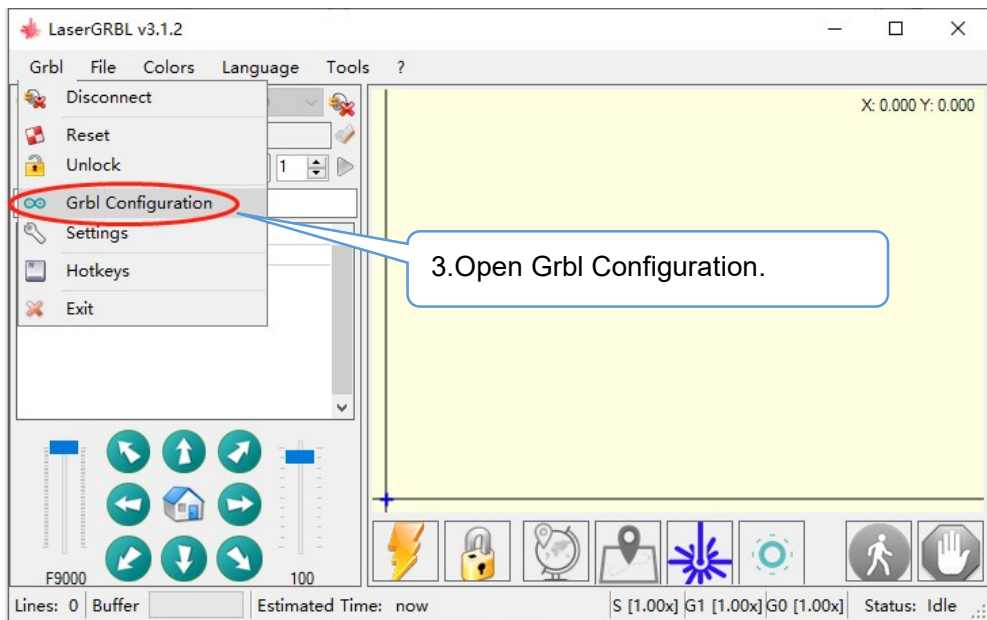 LaserGRBL v3.1.2
Grbl File Colors Language Tools ?
X: 0.000 Y: 0.000
Disconnect
Reset
Unlock
1
Grbl Configuration
Settings
3.Open Grbl Configuration.
Hotkeys
Exit
F9000
100
Lines: 0 Buffer Estimated Time: now S [1.00x] G1 [1.00x] G0 [1.00x] Status: Idle